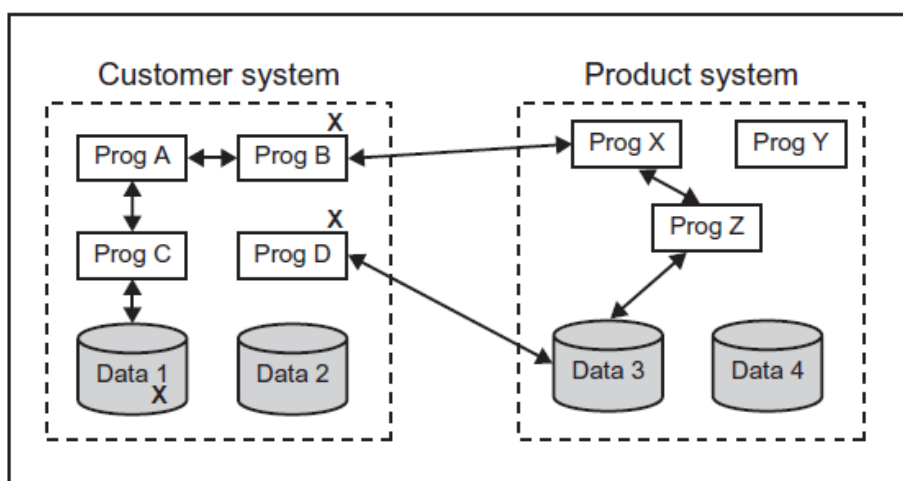 Customer system
Product system
X
Prog A
Prog B
Prog X
Prog Y
X
Prog C
Prog D
Prog Z
Data 1
X
Data 2
Data 3
Data 4